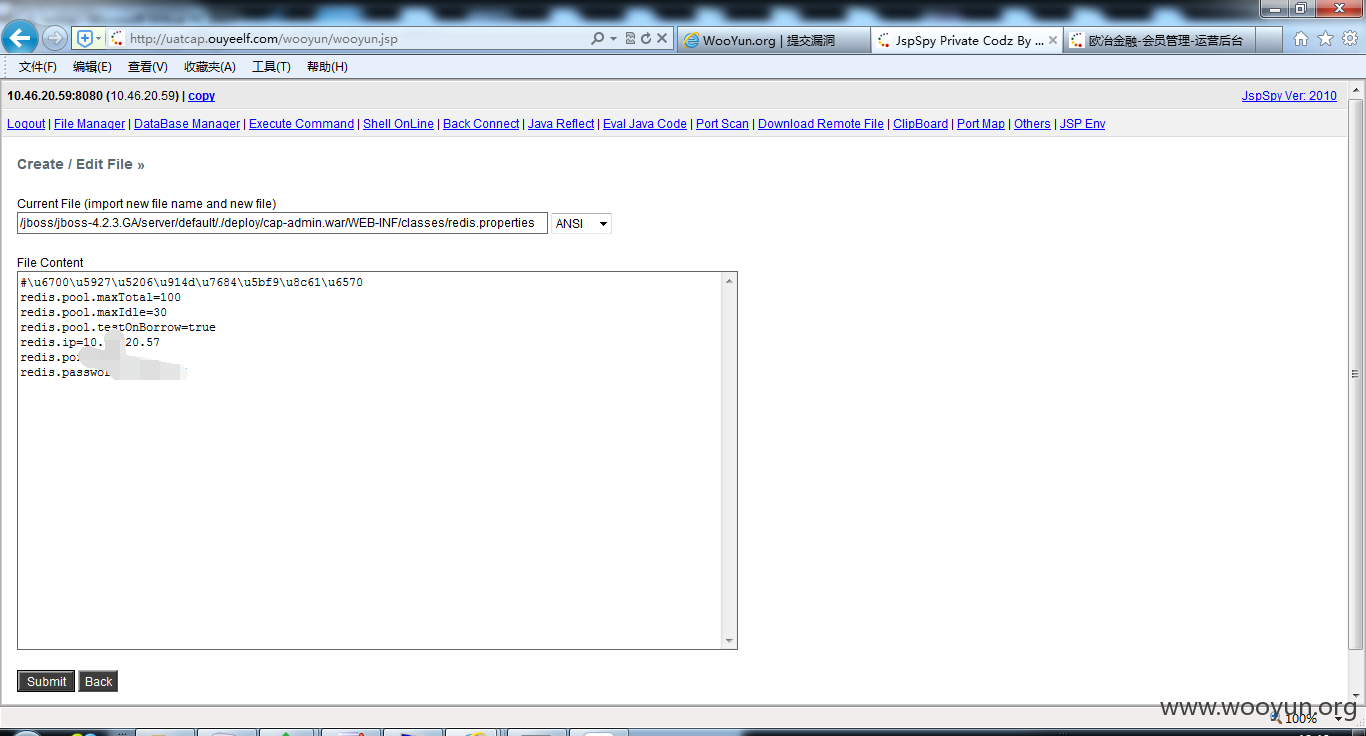 http://uatcap.ouyeelf.com/wooyun/wooyun.jsp
WooYun.org | 提交漏洞
JspSpy Private Codz By ...
欧冶金融-会员管理-运营后台
文件(F) 编辑(E) 查看(V) 收藏夹(A) 工具(T) 帮助(H)
10.46.20.59:8080 (10.46.20.59) | copy
JspSpy Ver: 2010
Logout | File Manager | DataBase Manager | Execute Command | Shell OnLine | Back Connect | Java Reflect | Eval Java Code | Port Scan | Download Remote File | ClipBoard | Port Map | Others | JSP Env
Create / Edit File »
Current File (import new file name and new file)
/jboss/jboss-4.2.3.GA/server/default/./deploy/cap-admin.war/WEB-INF/classes/redis.properties
ANSI
File Content
#\u6700\u5927\u5206\u914d\u7684\u5bf9\u8c61\u6570
redis.pool.maxTotal=100
redis.pool.maxIdle=30
redis.pool.testOnBorrow=true
redis.ip=10. 20.57
redis.po
redis.passwo
Submit Back
www.wooyun.org
100%